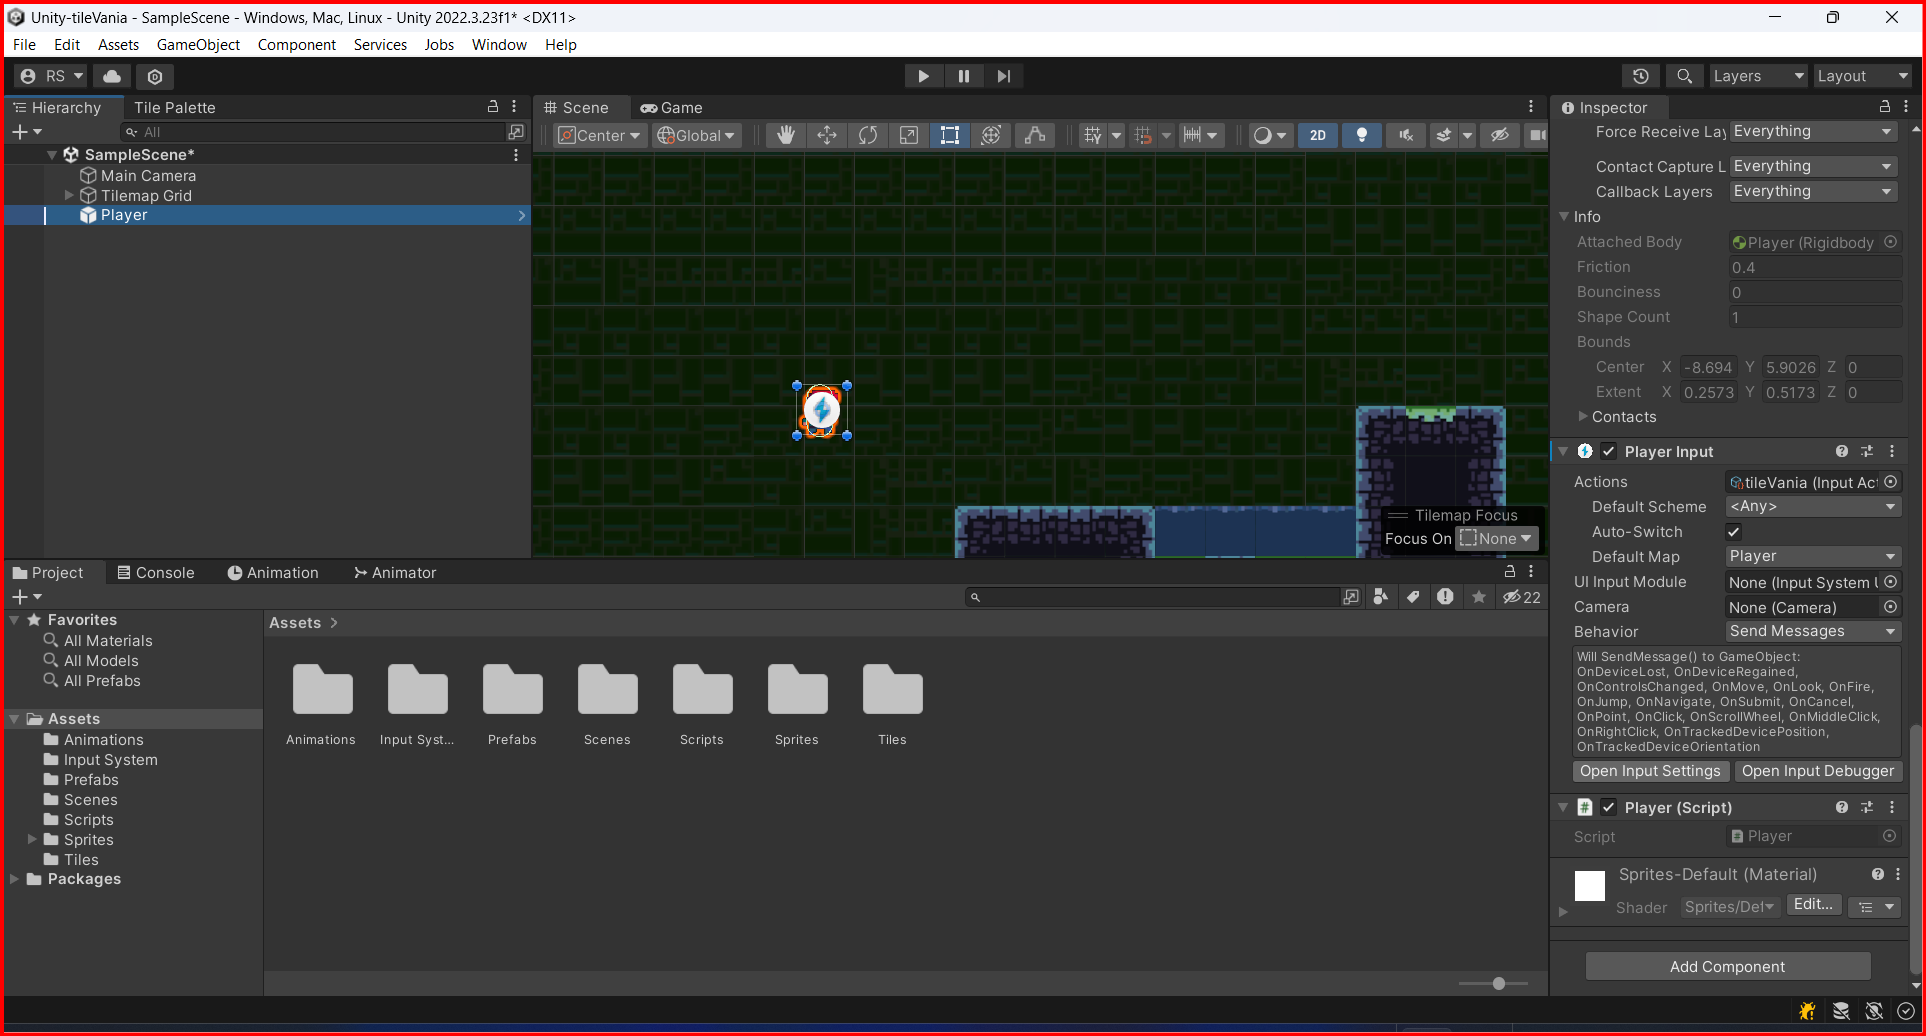 Unity-tileVania - SampleScene - Windows, Mac, Linux - Unity 2022.3.23f1* <DX11>
File Edit Assets GameObject Component Services Jobs Window Help
RS Layers Layout
Hierarchy Tile Palette
All
SampleScene*
Main Camera
Tilemap Grid
Player
Scene Game
Center Global 2D
Tilemap Focus
Focus On None
Inspector
Force Receive Lay Everything
Contact Capture L Everything
Callback Layers Everything
Info
Attached Body Player (Rigidbody
Friction 0.4
Bounciness 0
Shape Count 1
Bounds
Center X -8.694 Y 5.9026 Z 0
Extent X 0.2573 Y 0.5173 Z 0
Contacts
Player Input
Actions tileVania (Input Act
Default Scheme <Any>
Auto-Switch
Default Map Player
UI Input Module None (Input System U
Camera None (Camera)
Behavior Send Messages
Will SendMessage() to GameObject:
OnDeviceLost, OnDeviceRegained,
OnControlsChanged, OnMove, OnLook, OnFire,
OnJump, OnNavigate, OnSubmit, OnCancel,
OnPoint, OnClick, OnScrollWheel, OnMiddleClick,
OnRightClick, OnTrackedDevicePosition,
OnTrackedDeviceOrientation
Open Input Settings Open Input Debugger
Player (Script)
Script Player
Sprites-Default (Material)
Shader Sprites/Def Edit...
Add Component
Project Console Animation Animator
22
Favorites
All Materials
All Models
All Prefabs
Assets
Animations
Input System
Prefabs
Scenes
Scripts
Sprites
Tiles
Packages
Assets >
Animations Input Syst... Prefabs Scenes Scripts Sprites Tiles